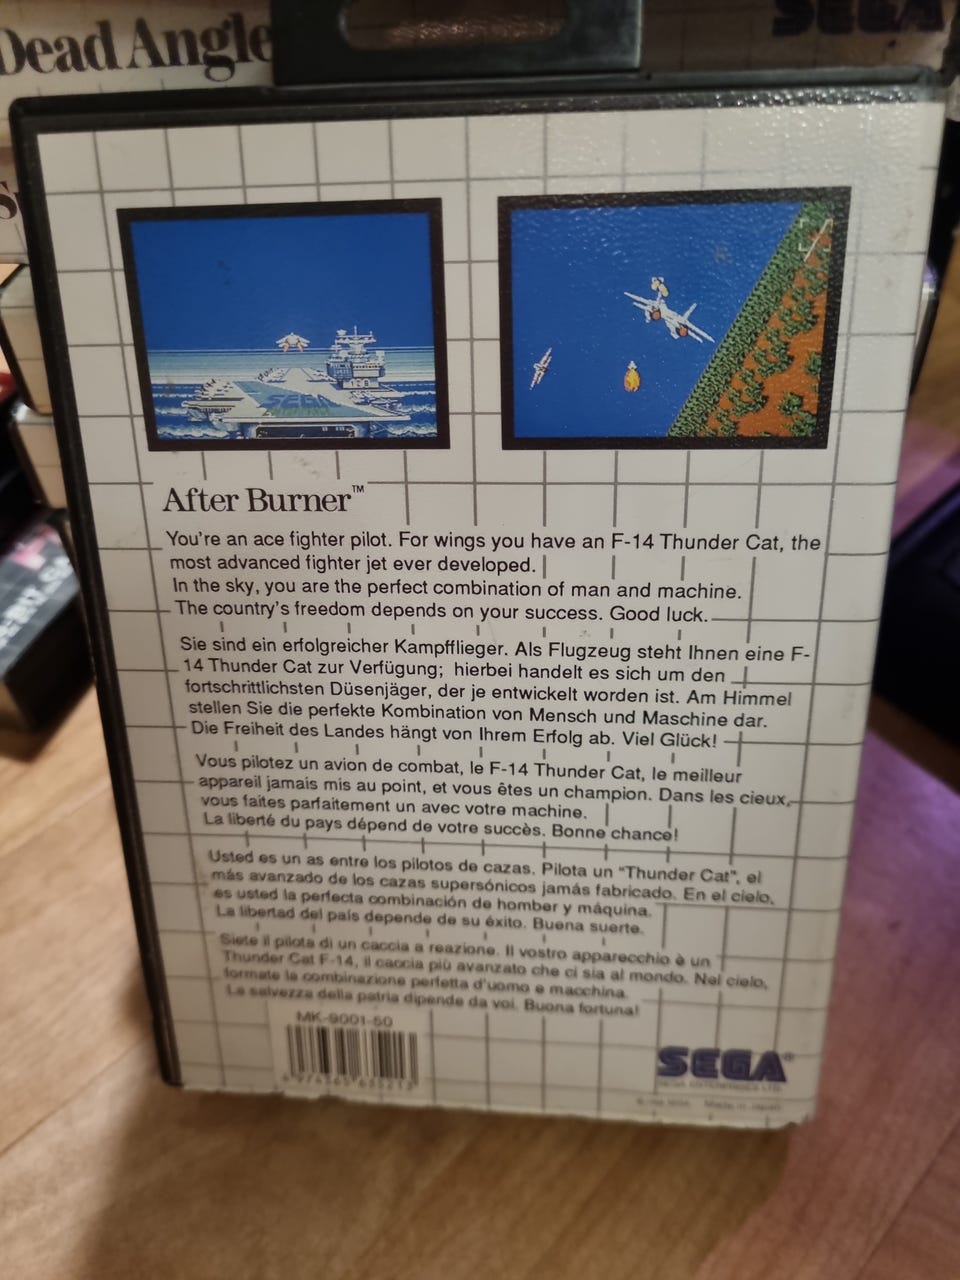 Dead Angle
SEGA
After Burner™
You're an ace fighter pilot. For wings you have an F-14 Thunder Cat, the
most advanced fighter jet ever developed.
In the sky, you are the perfect combination of man and machine.
The country's freedom depends on your success. Good luck.
Sie sind ein erfolgreicher Kampfflieger. Als Flugzeug steht Ihnen eine F-
14 Thunder Cat zur Verfügung; hierbei handelt es sich um den
fortschrittlichsten Düsenjäger, der je entwickelt worden ist. Am Himmel
stellen Sie die perfekte Kombination von Mensch und Maschine dar.
Die Freiheit des Landes hängt von Ihrem Erfolg ab. Viel Glück!
Vous pilotez un avion de combat, le F-14 Thunder Cat, le meilleur
appareil jamais mis au point, et vous êtes un champion. Dans les cieux,
vous faites parfaitement un avec votre machine.
La liberté du pays dépend de votre succès. Bonne chance!
Usted es un as entre los pilotos de cazas. Pilota un "Thunder Cat", el
más avanzado de los cazas supersónicos jamás fabricado. En el cielo,
es usted la perfecta combinación de homber y máquina.
La libertad del país depende de su éxito. Buena suerte.
Siete il pilota di un caccia a reazione. Il vostro apparecchio è un
Thunder Cat F-14, il caccia più avanzato che ci sia al mondo. Nel cielo,
formate la combinazione perfetta d'uomo e macchina.
La salvezza della patria dipende da voi. Buona fortuna!
MK-9001-50
SEGA®
SEGA ENTERPRISES LTD.
Made in Japan